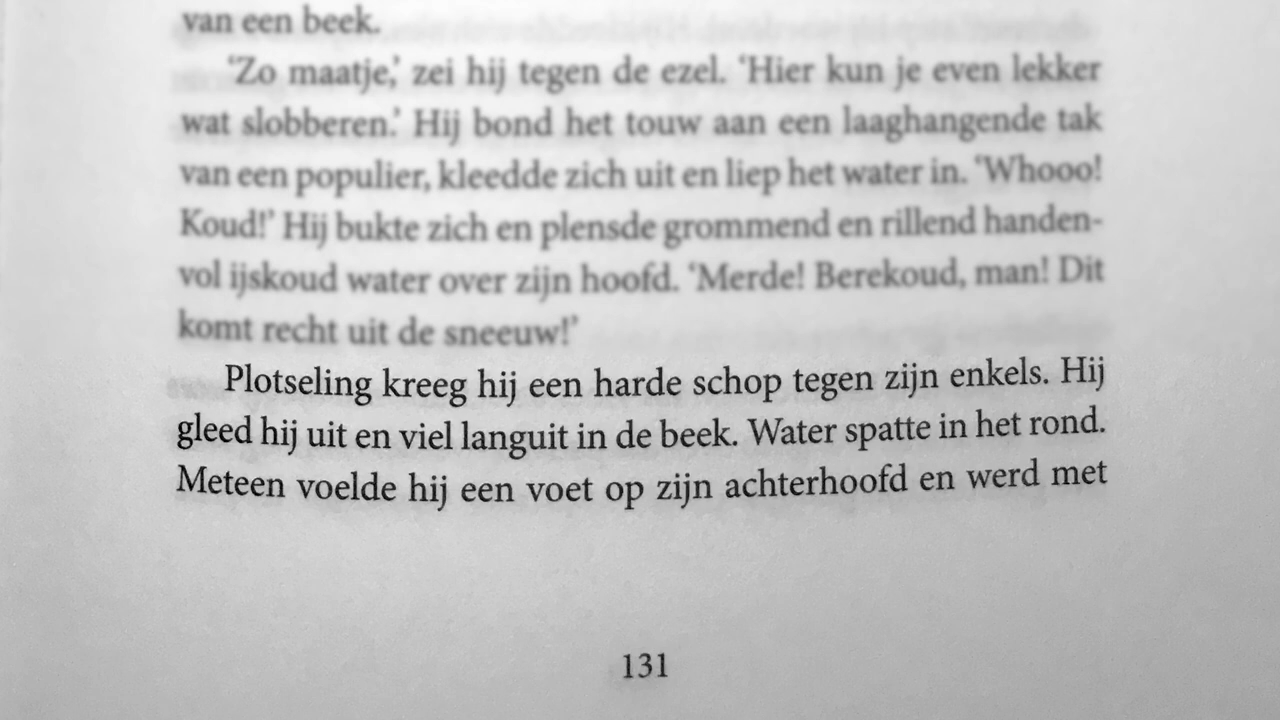 van een beek.
‘Zo maatje,’ zei hij tegen de ezel. ‘Hier kun je even lekker
wat slobberen.’ Hij bond het touw aan een laaghangende tak
van een populier, kleedde zich uit en liep het water in. ‘Whooo!
Koud!’ Hij bukte zich en plensde grommend en rillend handen-
vol ijskoud water over zijn hoofd. ‘Merde! Berekoud, man! Dit
komt recht uit de sneeuw!’
Plotseling kreeg hij een harde schop tegen zijn enkels. Hij
gleed hij uit en viel languit in de beek. Water spatte in het rond.
Meteen voelde hij een voet op zijn achterhoofd en werd met
131